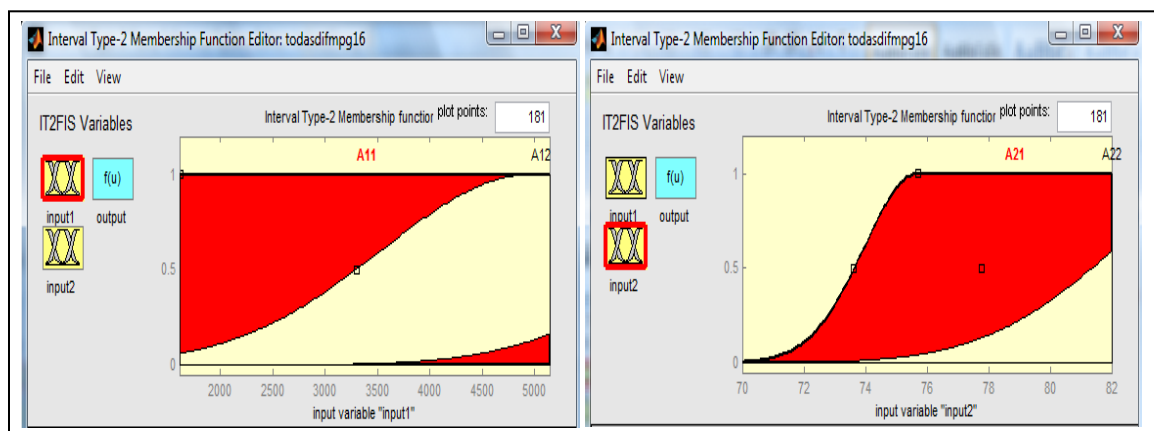 Interval Type-2 Membership Function Editor: todasdifmpg16
File Edit View
IT2FIS Variables
Interval Type-2 Membership function plot points: 181
A11 A12
f(u)
input1 output
input2
1
0.5
0
2000 2500 3000 3500 4000 4500 5000
input variable "input1"
Interval Type-2 Membership Function Editor: todasdifmpg16
File Edit View
IT2FIS Variables
Interval Type-2 Membership function plot points: 181
A21 A22
f(u)
input1 output
input2
1
0.5
0
70 72 74 76 78 80 82
input variable "input2"